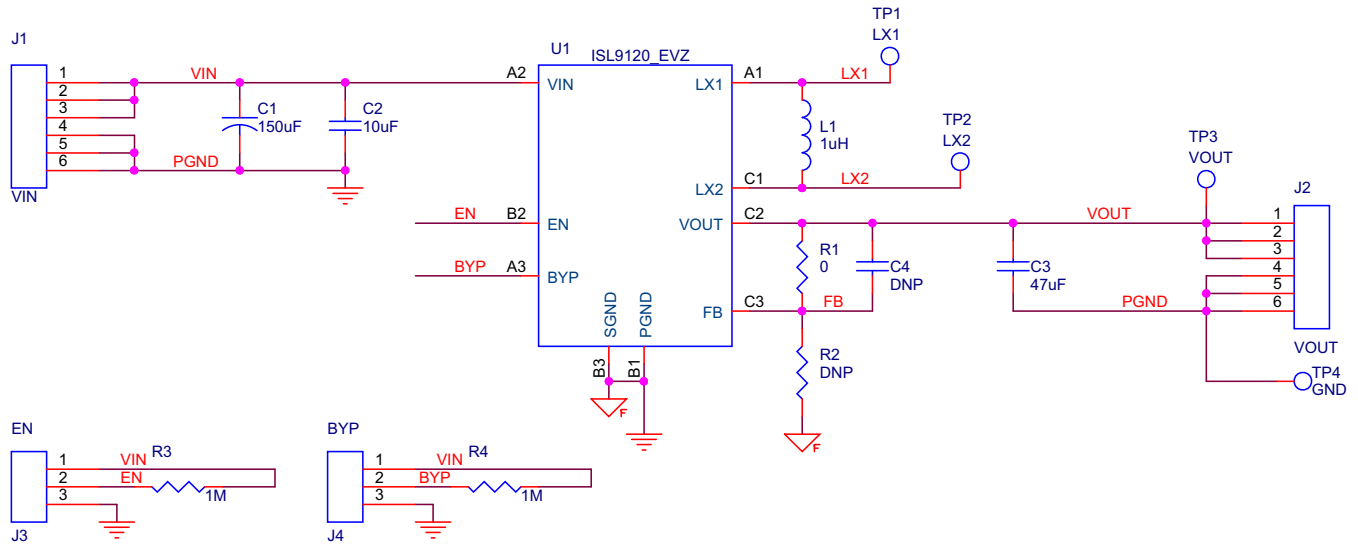 J1
1
2
3
4
5
6
VIN
VIN
PGND
C1
150uF
C2
10uF
U1
ISL9120_EVZ
A2
VIN
B2
EN
EN
A3
BYP
BYP
A1
LX1
LX1
C1
LX2
LX2
C2
VOUT
VOUT
C3
FB
FB
SGND
PGND
B3
B1
F
TP1
LX1
L1
1uH
TP2
LX2
R1
0
C4
DNP
C3
47uF
R2
DNP
F
TP3
VOUT
PGND
J2
1
2
3
4
5
6
VOUT
TP4
GND
EN
1
2
3
VIN
EN
R3
1M
J3
BYP
1
2
3
VIN
BYP
R4
1M
J4